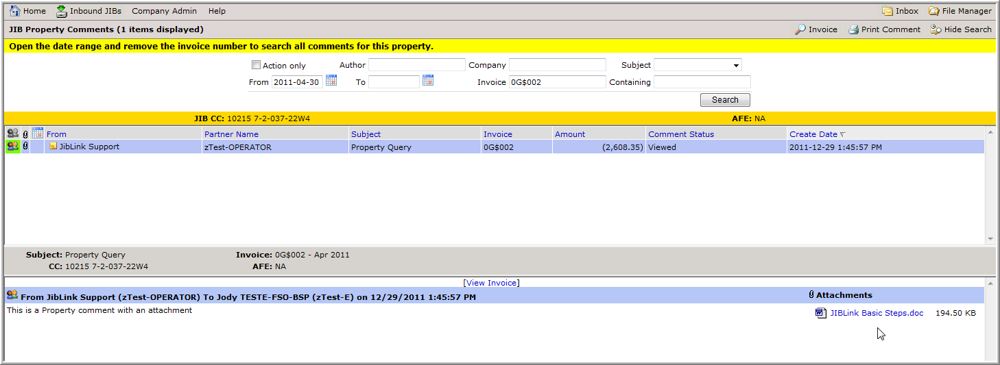 Home Inbound JIBs Company Admin Help Inbox File Manager
JIB Property Comments (1 items displayed) Invoice Print Comment Hide Search
Open the date range and remove the invoice number to search all comments for this property.
Action only Author Company Subject
From 2011-04-30 To Invoice 0G$002 Containing
Search
JIB CC: 10215 7-2-037-22W4 AFE: NA
From Partner Name Subject Invoice Amount Comment Status Create Date
JibLink Support zTest-OPERATOR Property Query 0G$002 (2,608.35) Viewed 2011-12-29 1:45:57 PM
Subject: Property Query Invoice: 0G$002 - Apr 2011
CC: 10215 7-2-037-22W4 AFE: NA
[View Invoice]
From JibLink Support (zTest-OPERATOR) To Jody TESTE-FSO-BSP (zTest-E) on 12/29/2011 1:45:57 PM Attachments
This is a Property comment with an attachment JIBLink Basic Steps.doc 194.50 KB